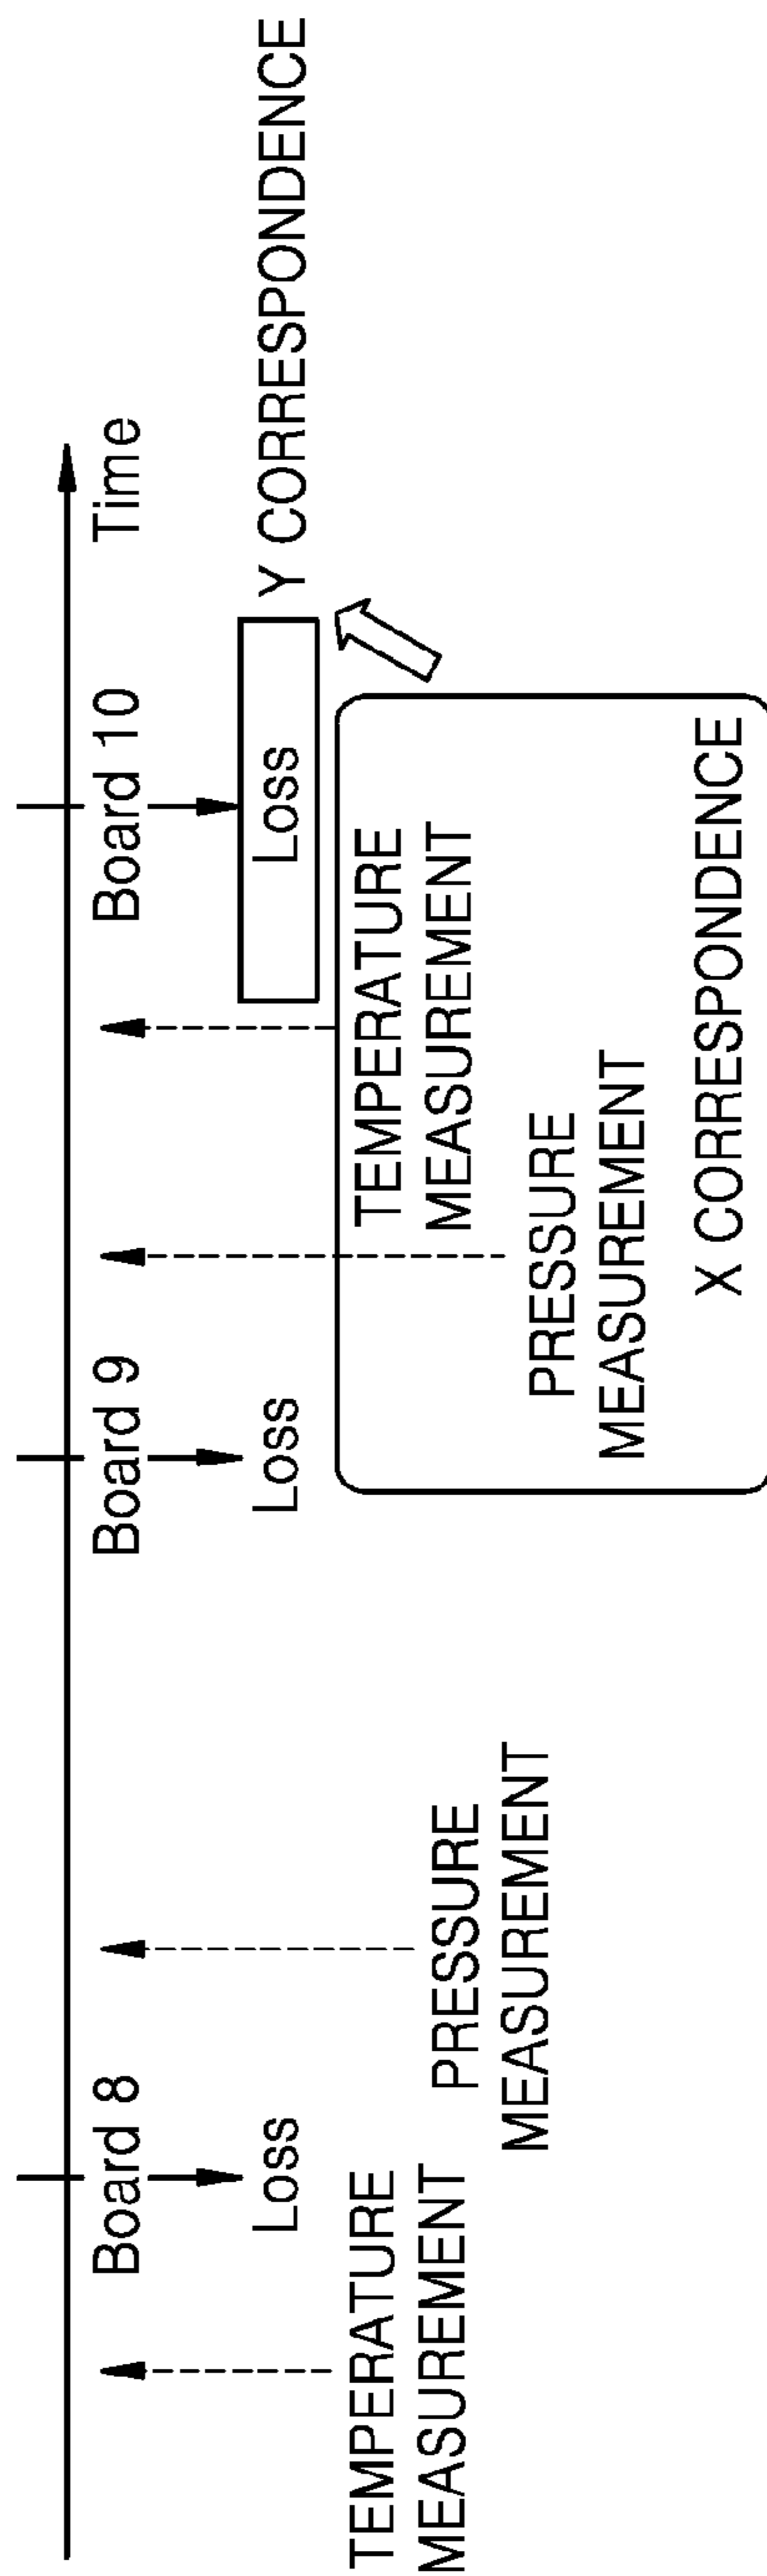 Board 8
Board 9
Board 10
Time
Loss
Loss
Loss
Y CORRESPONDENCE
TEMPERATURE
MEASUREMENT
PRESSURE
MEASUREMENT
TEMPERATURE
MEASUREMENT
PRESSURE
MEASUREMENT
X CORRESPONDENCE